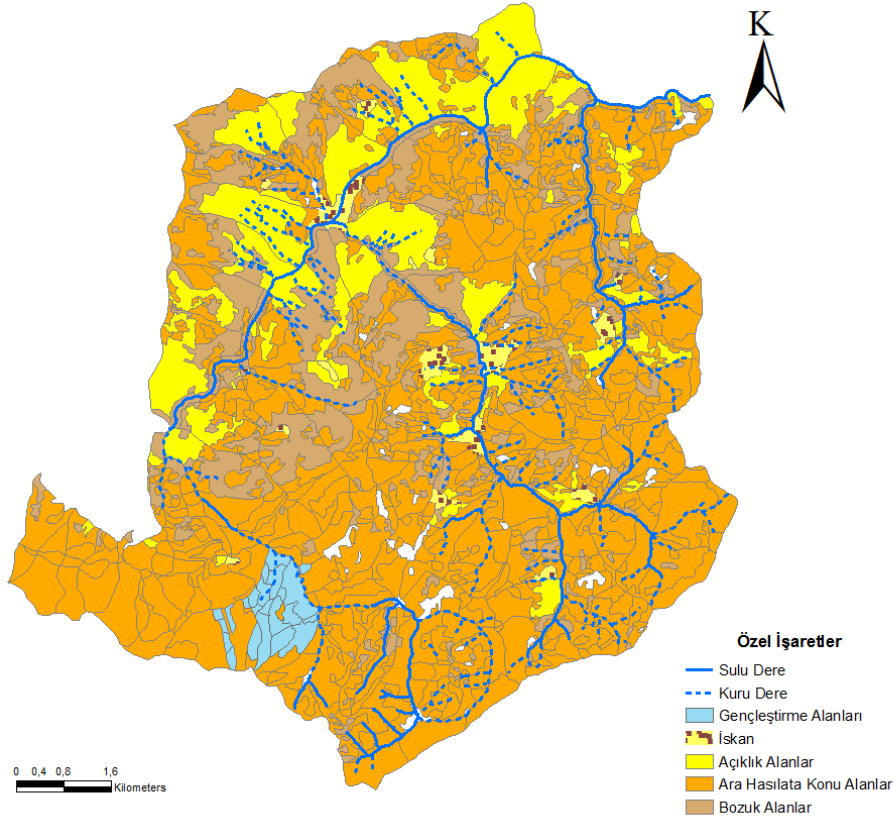 K
Özel İşaretler
Sulu Dere
Kuru Dere
Gençleştirme Alanları
İskan
Açıklık Alanlar
Ara Hasılata Konu Alanlar
Bozuk Alanlar
0 0,4 0,8 1,6
Kilometers